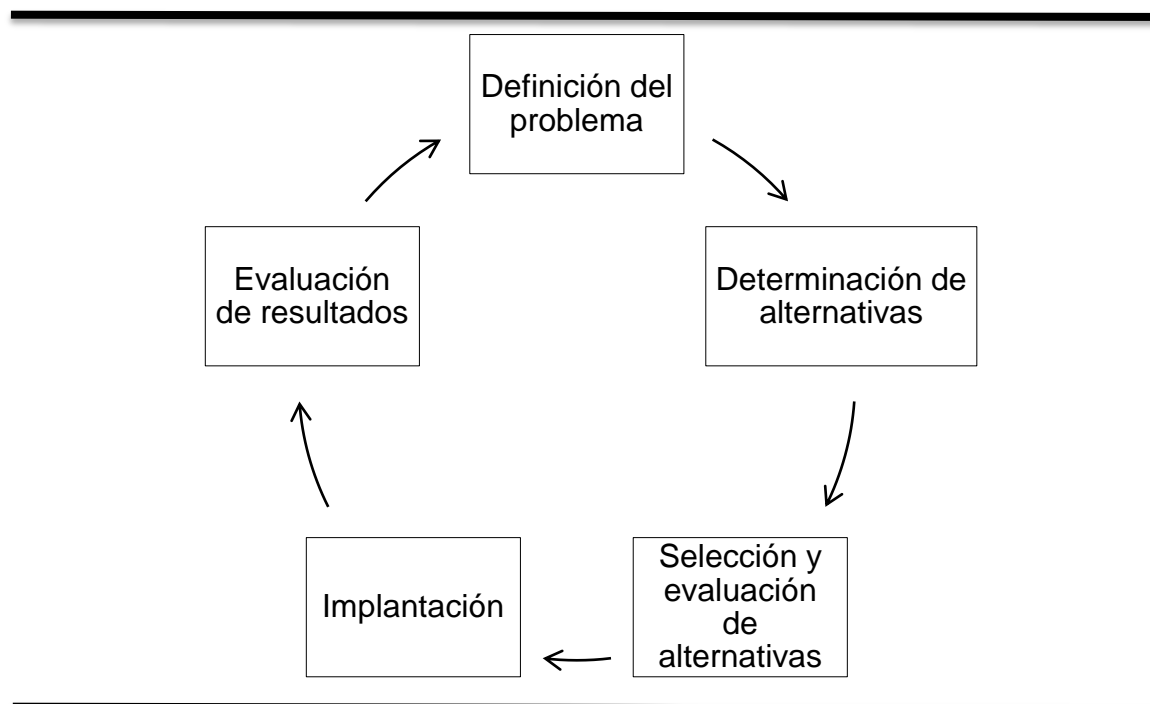 Definición del
problema
Determinación de
alternativas
Selección y
evaluación
de
alternativas
Implantación
Evaluación
de resultados